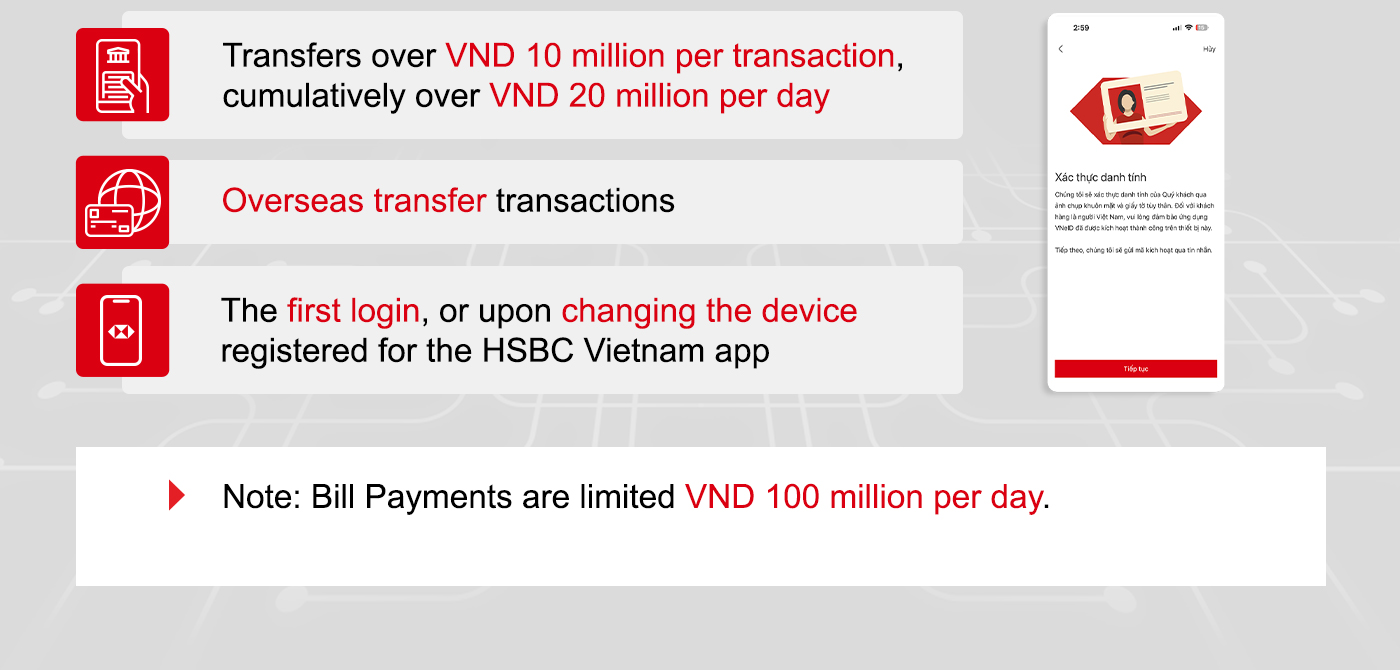 Transfers over VND 10 million per transaction,
cumulatively over VND 20 million per day
Overseas transfer transactions
The first login, or upon changing the device
registered for the HSBC Vietnam app
2:59
Hủy
Xác thực danh tính
Chúng tôi sẽ xác thực danh tính của Quý khách qua
ảnh chụp khuôn mặt và giấy tờ tùy thân. Đối với khách
hàng là người Việt Nam, vui lòng đảm bảo ứng dụng
VNeID đã được kích hoạt thành công trên thiết bị này.
Tiếp theo, chúng tôi sẽ gửi mã kích hoạt qua tin nhắn.
Tiếp tục
Note: Bill Payments are limited VND 100 million per day.